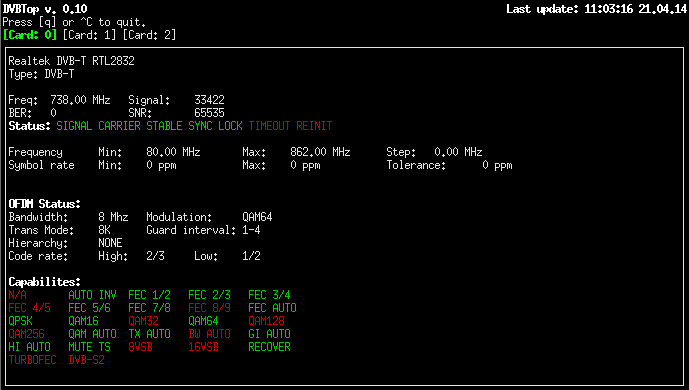 DVBTop v. 0.10 Last update: 11:03:16 21.04.14
Press [q] or ^C to quit.
[Card: 0] [Card: 1] [Card: 2]
Realtek DVB-T RTL2832
Type: DVB-T
Freq: 738.00 MHz Signal: 33422
BER: 0 SNR: 65535
Status: SIGNAL CARRIER STABLE SYNC LOCK TIMEOUT REINIT
Frequency Min: 80.00 MHz Max: 862.00 MHz Step: 0.00 MHz
Symbol rate Min: 0 ppm Max: 0 ppm Tolerance: 0 ppm
OFDM Status:
Bandwidth: 8 Mhz Modulation: QAM64
Trans Mode: 8K Guard interval: 1-4
Hierarchy: NONE
Code rate: High: 2/3 Low: 1/2
Capabilites:
N/A AUTO INV FEC 1/2 FEC 2/3 FEC 3/4
FEC 4/5 FEC 5/6 FEC 7/8 FEC 8/9 FEC AUTO
QPSK QAM16 QAM32 QAM64 QAM128
QAM256 QAM AUTO TX AUTO BW AUTO GI AUTO
HI AUTO MUTE TS 8VSB 16VSB RECOVER
TURBOFEC DVB-S2